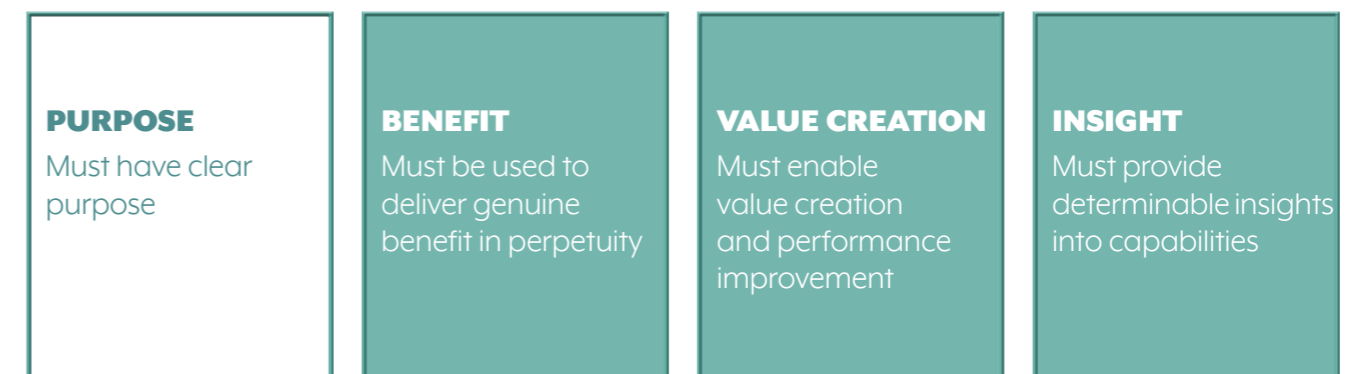 PURPOSE
Must have clear
purpose
BENEFIT
Must be used to
deliver genuine
benefit in perpetuity
VALUE CREATION
Must enable
value creation
and performance
improvement
INSIGHT
Must provide
determinable insights
into capabilities